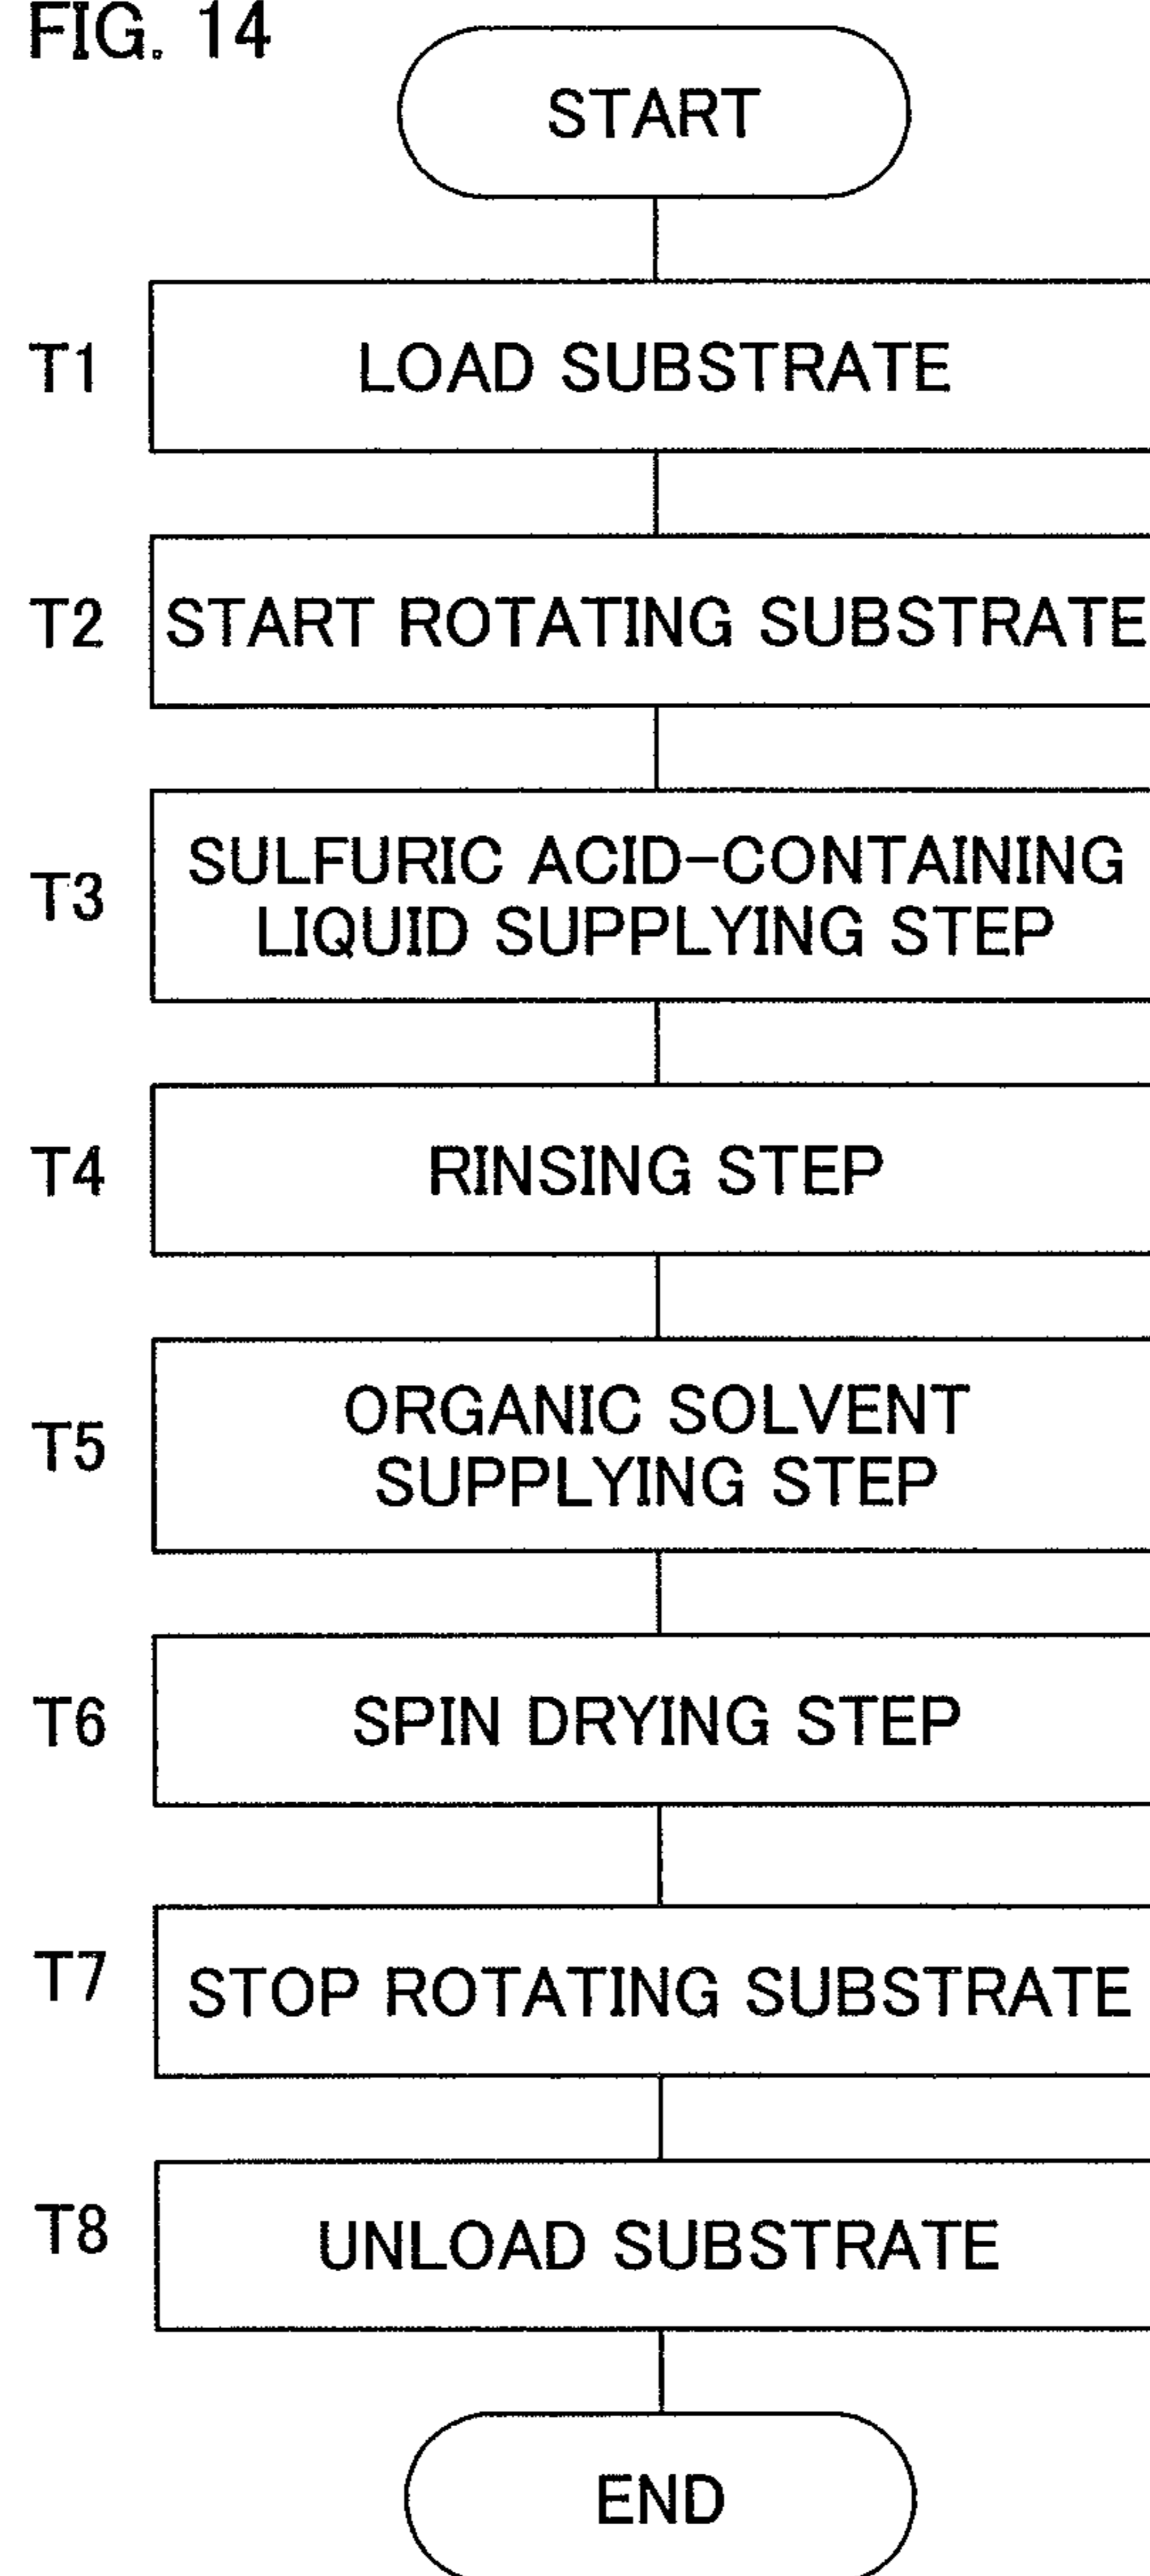 FIG. 14
START
T1
LOAD SUBSTRATE
T2
START ROTATING SUBSTRATE
T3
SULFURIC ACID-CONTAINING
LIQUID SUPPLYING STEP
T4
RINSING STEP
T5
ORGANIC SOLVENT
SUPPLYING STEP
T6
SPIN DRYING STEP
T7
STOP ROTATING SUBSTRATE
T8
UNLOAD SUBSTRATE
END